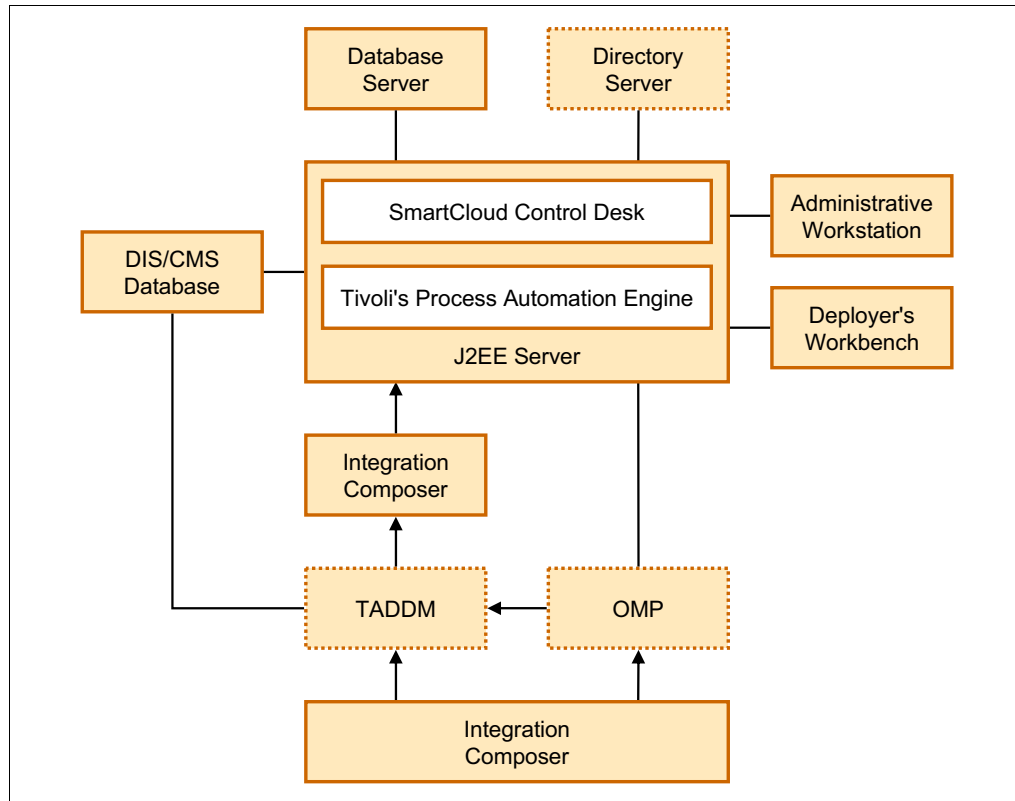 Database
Server
Directory
Server
SmartCloud Control Desk
Administrative
Workstation
DIS/CMS
Database
Tivoli's Process Automation Engine
Deployer's
Workbench
J2EE Server
Integration
Composer
TADDM
OMP
Integration
Composer